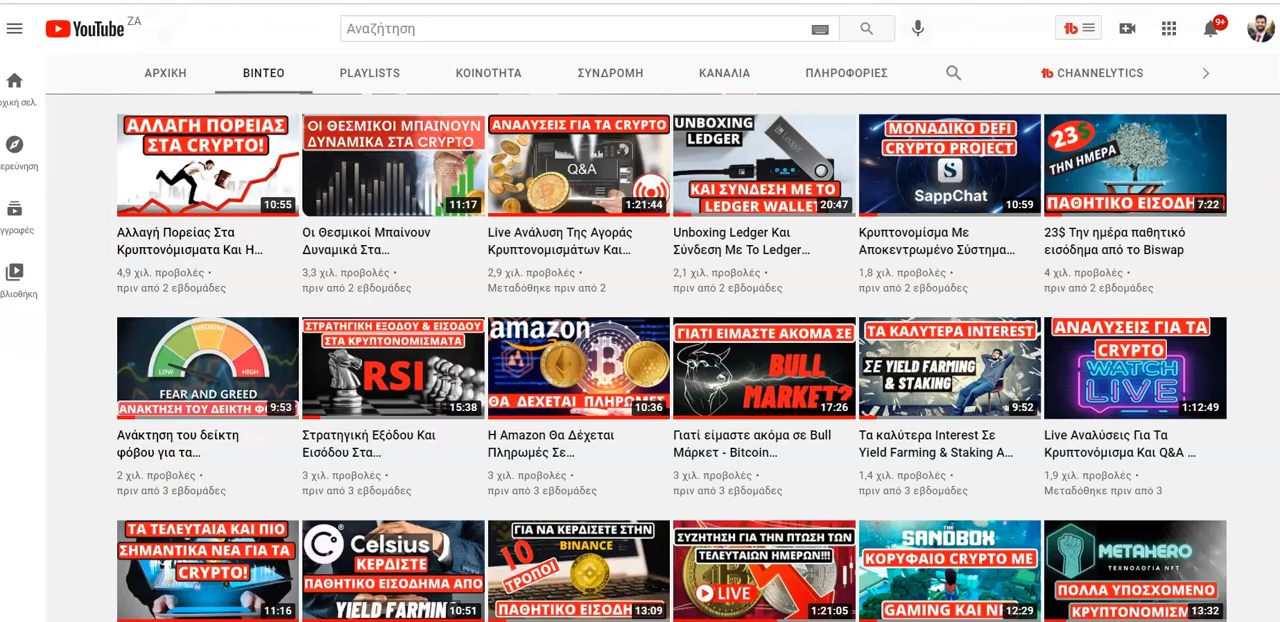 YouTube ZA
Αναζήτηση
9+
ΑΡΧΙΚΗ
ΒΙΝΤΕΟ
PLAYLISTS
ΚΟΙΝΟΤΗΤΑ
ΣΥΝΔΡΟΜΗ
ΚΑΝΑΛΙΑ
ΠΛΗΡΟΦΟΡΙΕΣ
CHANNELYTICS
χική σελ.
ερεύνηση
γγραφές
βλιοθήκη
ΑΛΛΑΓΗ ΠΟΡΕΙΑΣ
ΣΤΑ CRYPTO!
10:55
Αλλαγή Πορείας Στα
Κρυπτονόμισματα Και Η...
4,9 χιλ. προβολές •
πριν από 2 εβδομάδες
ΟΙ ΘΕΣΜΙΚΟΙ ΜΠΑΙΝΟΥΝ
ΔΥΝΑΜΙΚΑ ΣΤΑ CRYPTO
11:17
Οι Θεσμικοί Μπαίνουν
Δυναμικά Στα...
3,3 χιλ. προβολές •
πριν από 2 εβδομάδες
ΑΝΑΛΥΣΕΙΣ ΓΙΑ ΤΑ CRYPTO
Q&A
1:21:44
Live Ανάλυση Της Αγοράς
Κρυπτονομισμάτων Και...
2,9 χιλ. προβολές •
Μεταδόθηκε πριν από 2
UNBOXING
LEDGER
Ledger
ΚΑΙ ΣΥΝΔΕΣΗ ΜΕ ΤΟ
LEDGER WALLET
20:47
Unboxing Ledger Και
Σύνδεση Με Το Ledger...
2,1 χιλ. προβολές •
πριν από 2 εβδομάδες
ΜΟΝΑΔΙΚΟ DEFI
CRYPTO PROJECT
S
SappChat
10:59
Κρυπτονομίσμα Με
Αποκεντρωμένο Σύστημα...
1,8 χιλ. προβολές •
πριν από 2 εβδομάδες
23$
ΤΗΝ ΗΜΕΡΑ
ΠΑΘΗΤΙΚΟ ΕΙΣΟΔΗ
7:22
23$ Την ημέρα παθητικό
εισόδημα από το Biswap
4 χιλ. προβολές •
πριν από 2 εβδομάδες
MEDIUM
LOW
HIGH
FEAR AND GREED
ΑΝΑΚΤΗΣΗ ΤΟΥ ΔΕΙΚΤΗ Φ
9:53
Ανάκτηση του δείκτη
φόβου για τα...
2 χιλ. προβολές •
πριν από 3 εβδομάδες
ΣΤΡΑΤΗΓΙΚΗ ΕΞΟΔΟΥ & ΕΙΣΟΔΟΥ
ΣΤΑ ΚΡΥΠΤΟΝΟΜΙΣΜΑΤΑ
RSI
15:38
Στρατηγική Εξόδου Και
Εισόδου Στα...
3 χιλ. προβολές •
πριν από 3 εβδομάδες
amazon
ΘΑ ΔΕΧΕΤΑΙ ΠΛΗΡΩΜΕΣ
10:36
Η Amazon Θα Δέχεται
Πληρωμές Σε...
3 χιλ. προβολές •
πριν από 3 εβδομάδες
ΓΙΑΤΙ ΕΙΜΑΣΤΕ ΑΚΟΜΑ ΣΕ
BULL
MARKET?
17:26
Γιατί είμαστε ακόμα σε Bull
Μάρκετ - Bitcoin...
3 χιλ. προβολές •
πριν από 3 εβδομάδες
ΤΑ ΚΑΛΥΤΕΡΑ INTEREST
ΣΕ YIELD FARMING
& STAKING
9:52
Τα καλύτερα Interest Σε
Yield Farming & Staking Α...
1,4 χιλ. προβολές •
πριν από 3 εβδομάδες
ΑΝΑΛΥΣΕΙΣ ΓΙΑ ΤΑ
CRYPTO
WATCH
LIVE
1:12:49
Live Αναλύσεις Για Τα
Κρυπτονόμισμα Και Q&A ...
1,9 χιλ. προβολές •
Μεταδόθηκε πριν από 3
ΤΑ ΤΕΛΕΥΤΑΙΑ ΚΑΙ ΠΙΟ
ΣΗΜΑΝΤΙΚΑ ΝΕΑ ΓΙΑ ΤΑ
CRYPTO!
11:16
Celsius
ΚΕΡΔΙΣΤΕ
ΠΑΘΗΤΙΚΟ ΕΙΣΟΔΗΜΑ ΑΠΟ
YIELD FARMIN
10:51
ΓΙΑ ΝΑ ΚΕΡΔΙΣΕΤΕ ΣΤΗΝ
BINANCE
10
ΤΡΟΠΟΙ
ΠΑΘΗΤΙΚΟ ΕΙΣΟΔΗ
13:09
ΣΥΖΗΤΗΣΗ ΓΙΑ ΤΗΝ ΠΤΩΣΗ ΤΩΝ
ΤΕΛΕΥΤΑΙΩΝ ΗΜΕΡΩΝ!!!
LIVE
1:21:05
THE
SANDBOX
ΚΟΡΥΦΑΙΟ CRYPTO ΜΕ
GAMING ΚΑΙ N
12:29
METAHERO
ΤΕΧΝΟΛΟΓΙΑ NFT
ΠΟΛΛΑ ΥΠΟΣΧΟΜΕΝΟ
ΚΡΥΠΤΟΝΟΜΙΣΜ
13:32